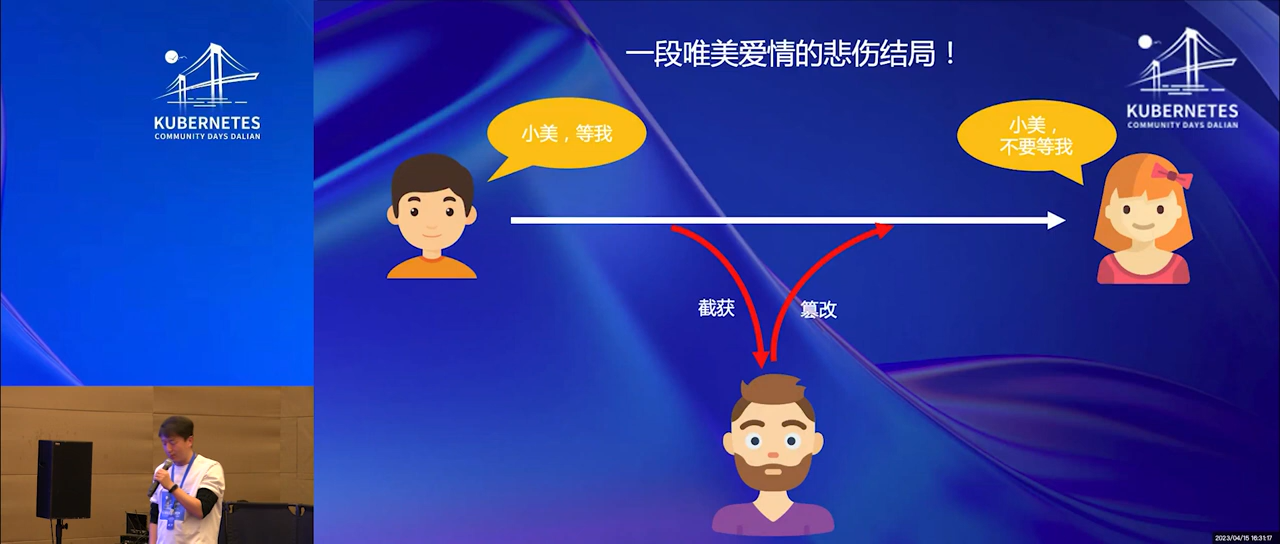 KUBERNETES
COMMUNITY DAYS DALIAN
一段唯美爱情的悲伤结局！
KUBERNETES
COMMUNITY DAYS DALIAN
小美，等我
小美，
不要等我
截获
篡改
2023/04/15 16:31:17